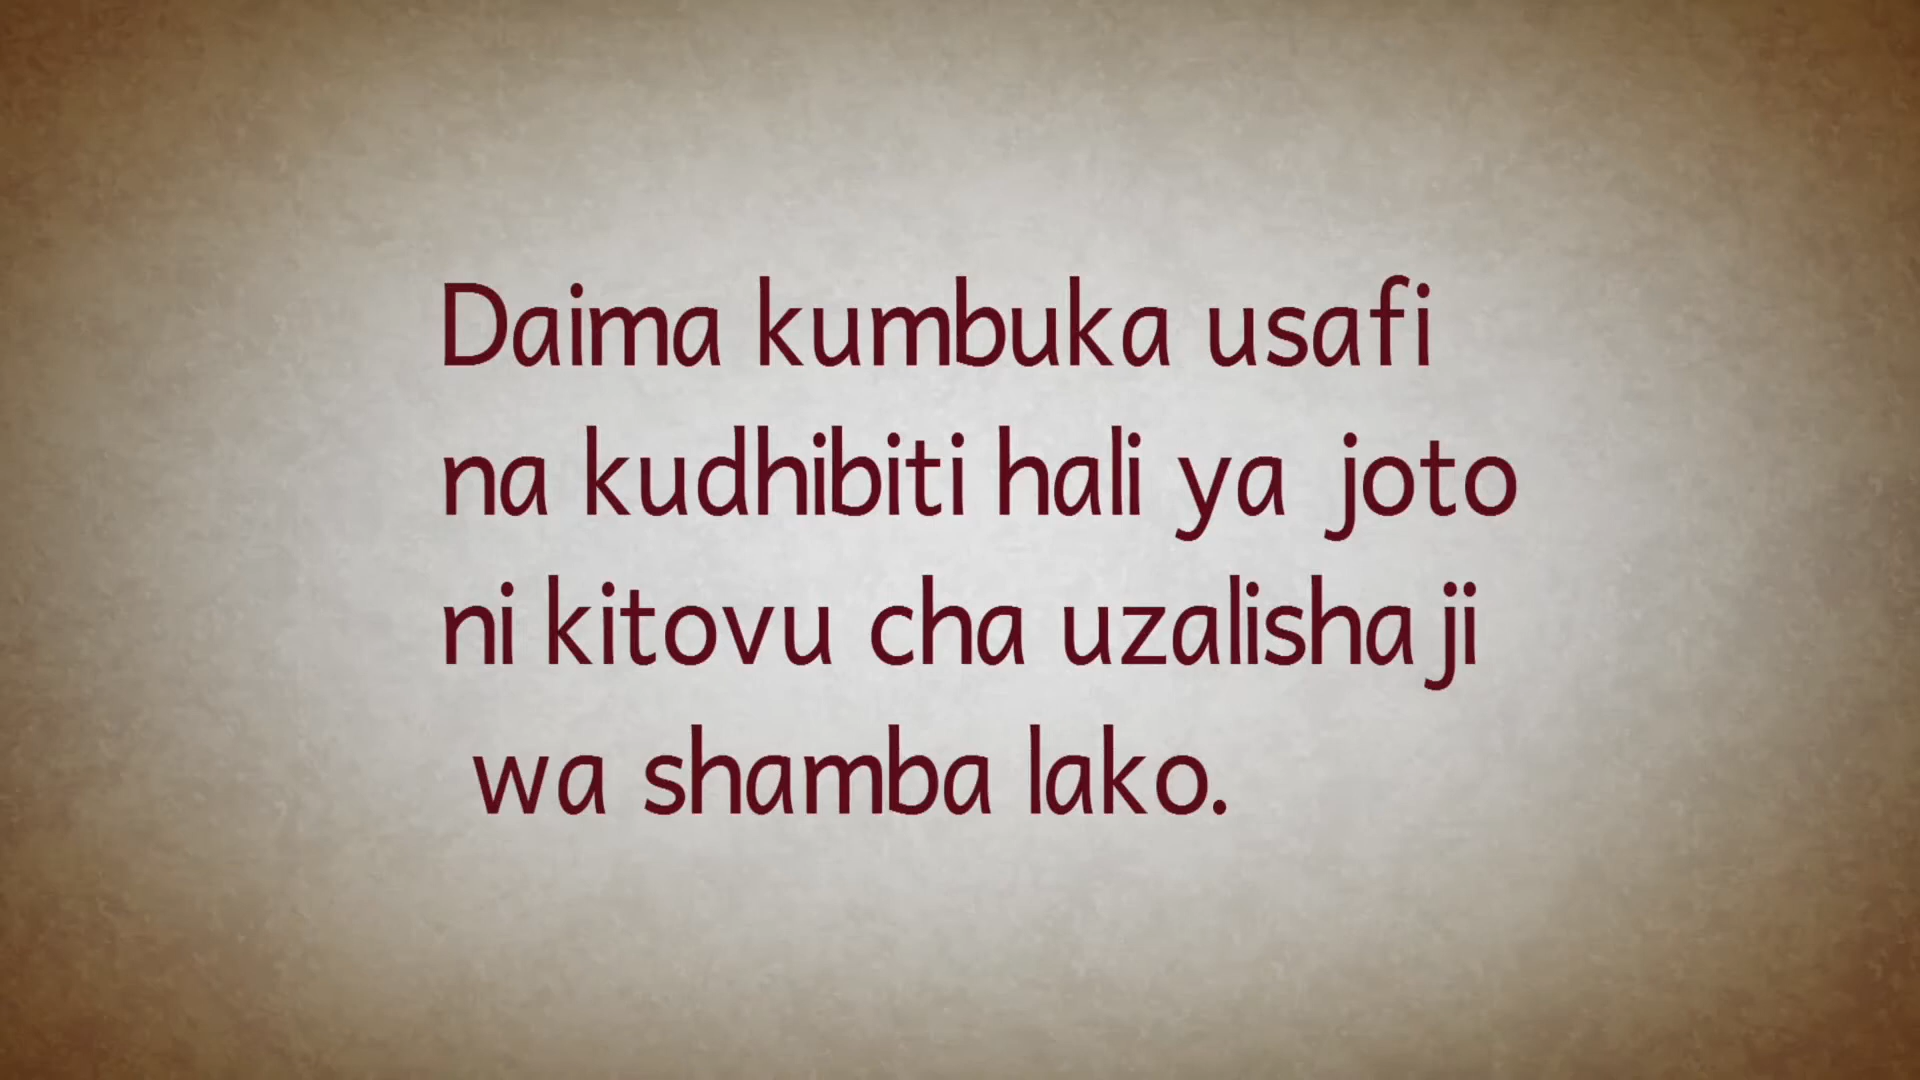 Daima kumbuka usafi
na kudhibiti hali ya joto
ni kitovu cha uzalishaji
wa shamba lako.